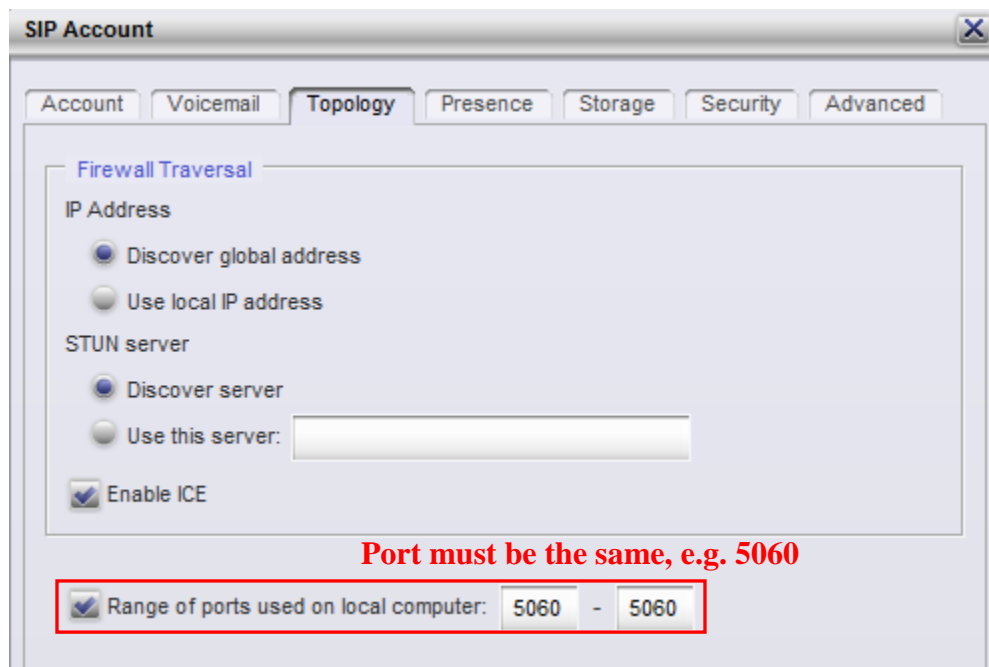 SIP Account
Account Voicemail Topology Presence Storage Security Advanced
Firewall Traversal
IP Address
Discover global address
Use local IP address
STUN server
Discover server
Use this server:
Enable ICE
Port must be the same, e.g. 5060
Range of ports used on local computer: 5060 - 5060